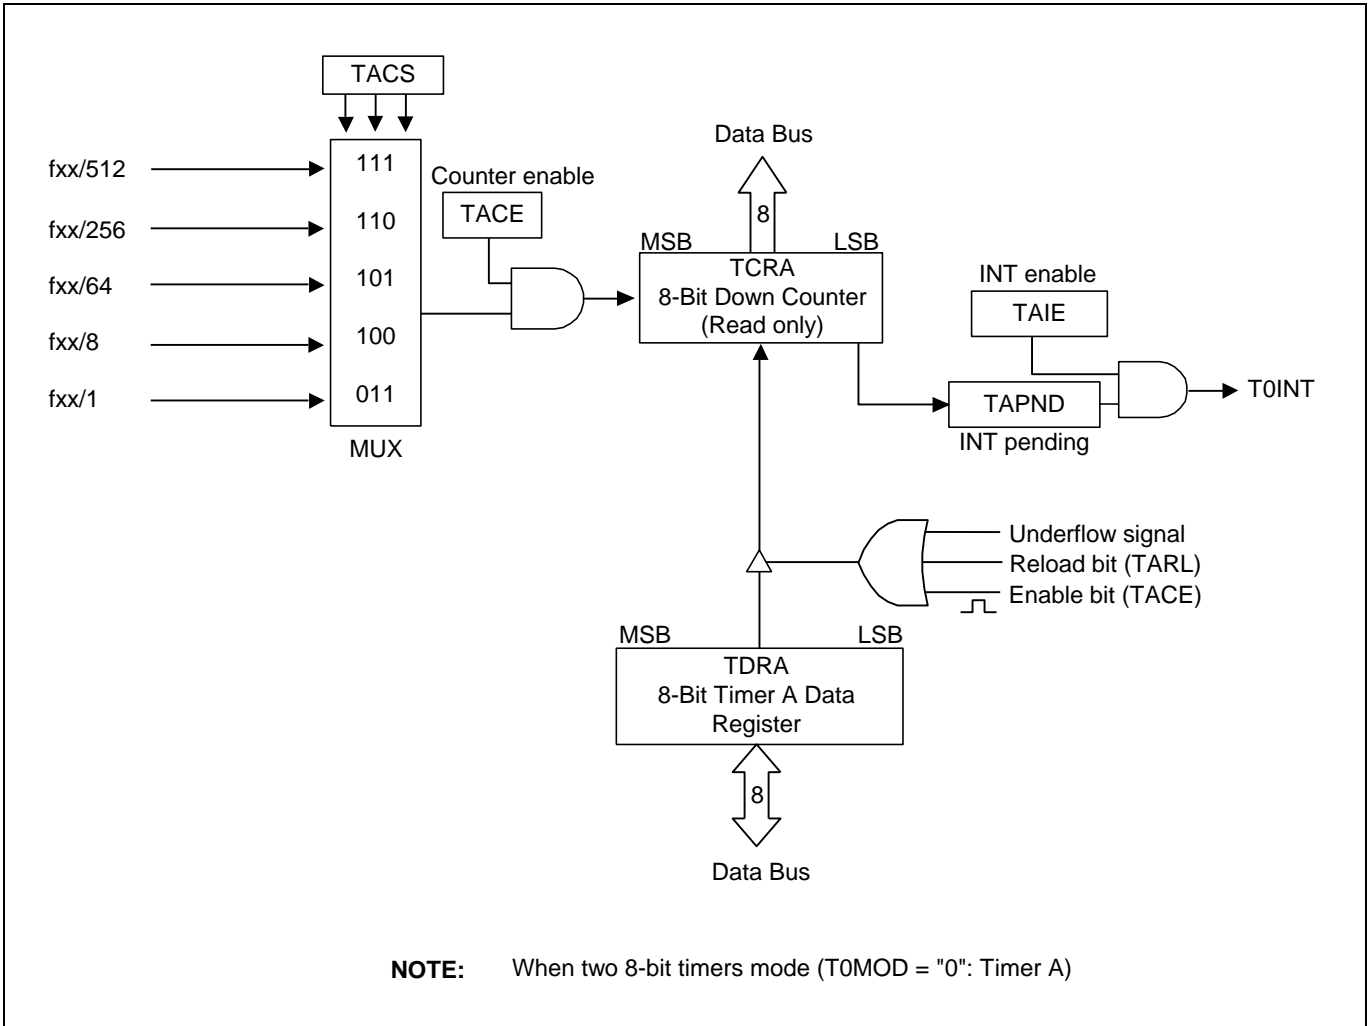 TACS
fxx/512
fxx/256
fxx/64
fxx/8
fxx/1
111
110
101
100
011
MUX
Counter enable
TACE
Data Bus
8
MSB
LSB
TCRA
8-Bit Down Counter
(Read only)
INT enable
TAIE
TAPND
INT pending
T0INT
Underflow signal
Reload bit (TARL)
Enable bit (TACE)
MSB
LSB
TDRA
8-Bit Timer A Data
Register
8
Data Bus
NOTE: When two 8-bit timers mode (T0MOD = "0": Timer A)